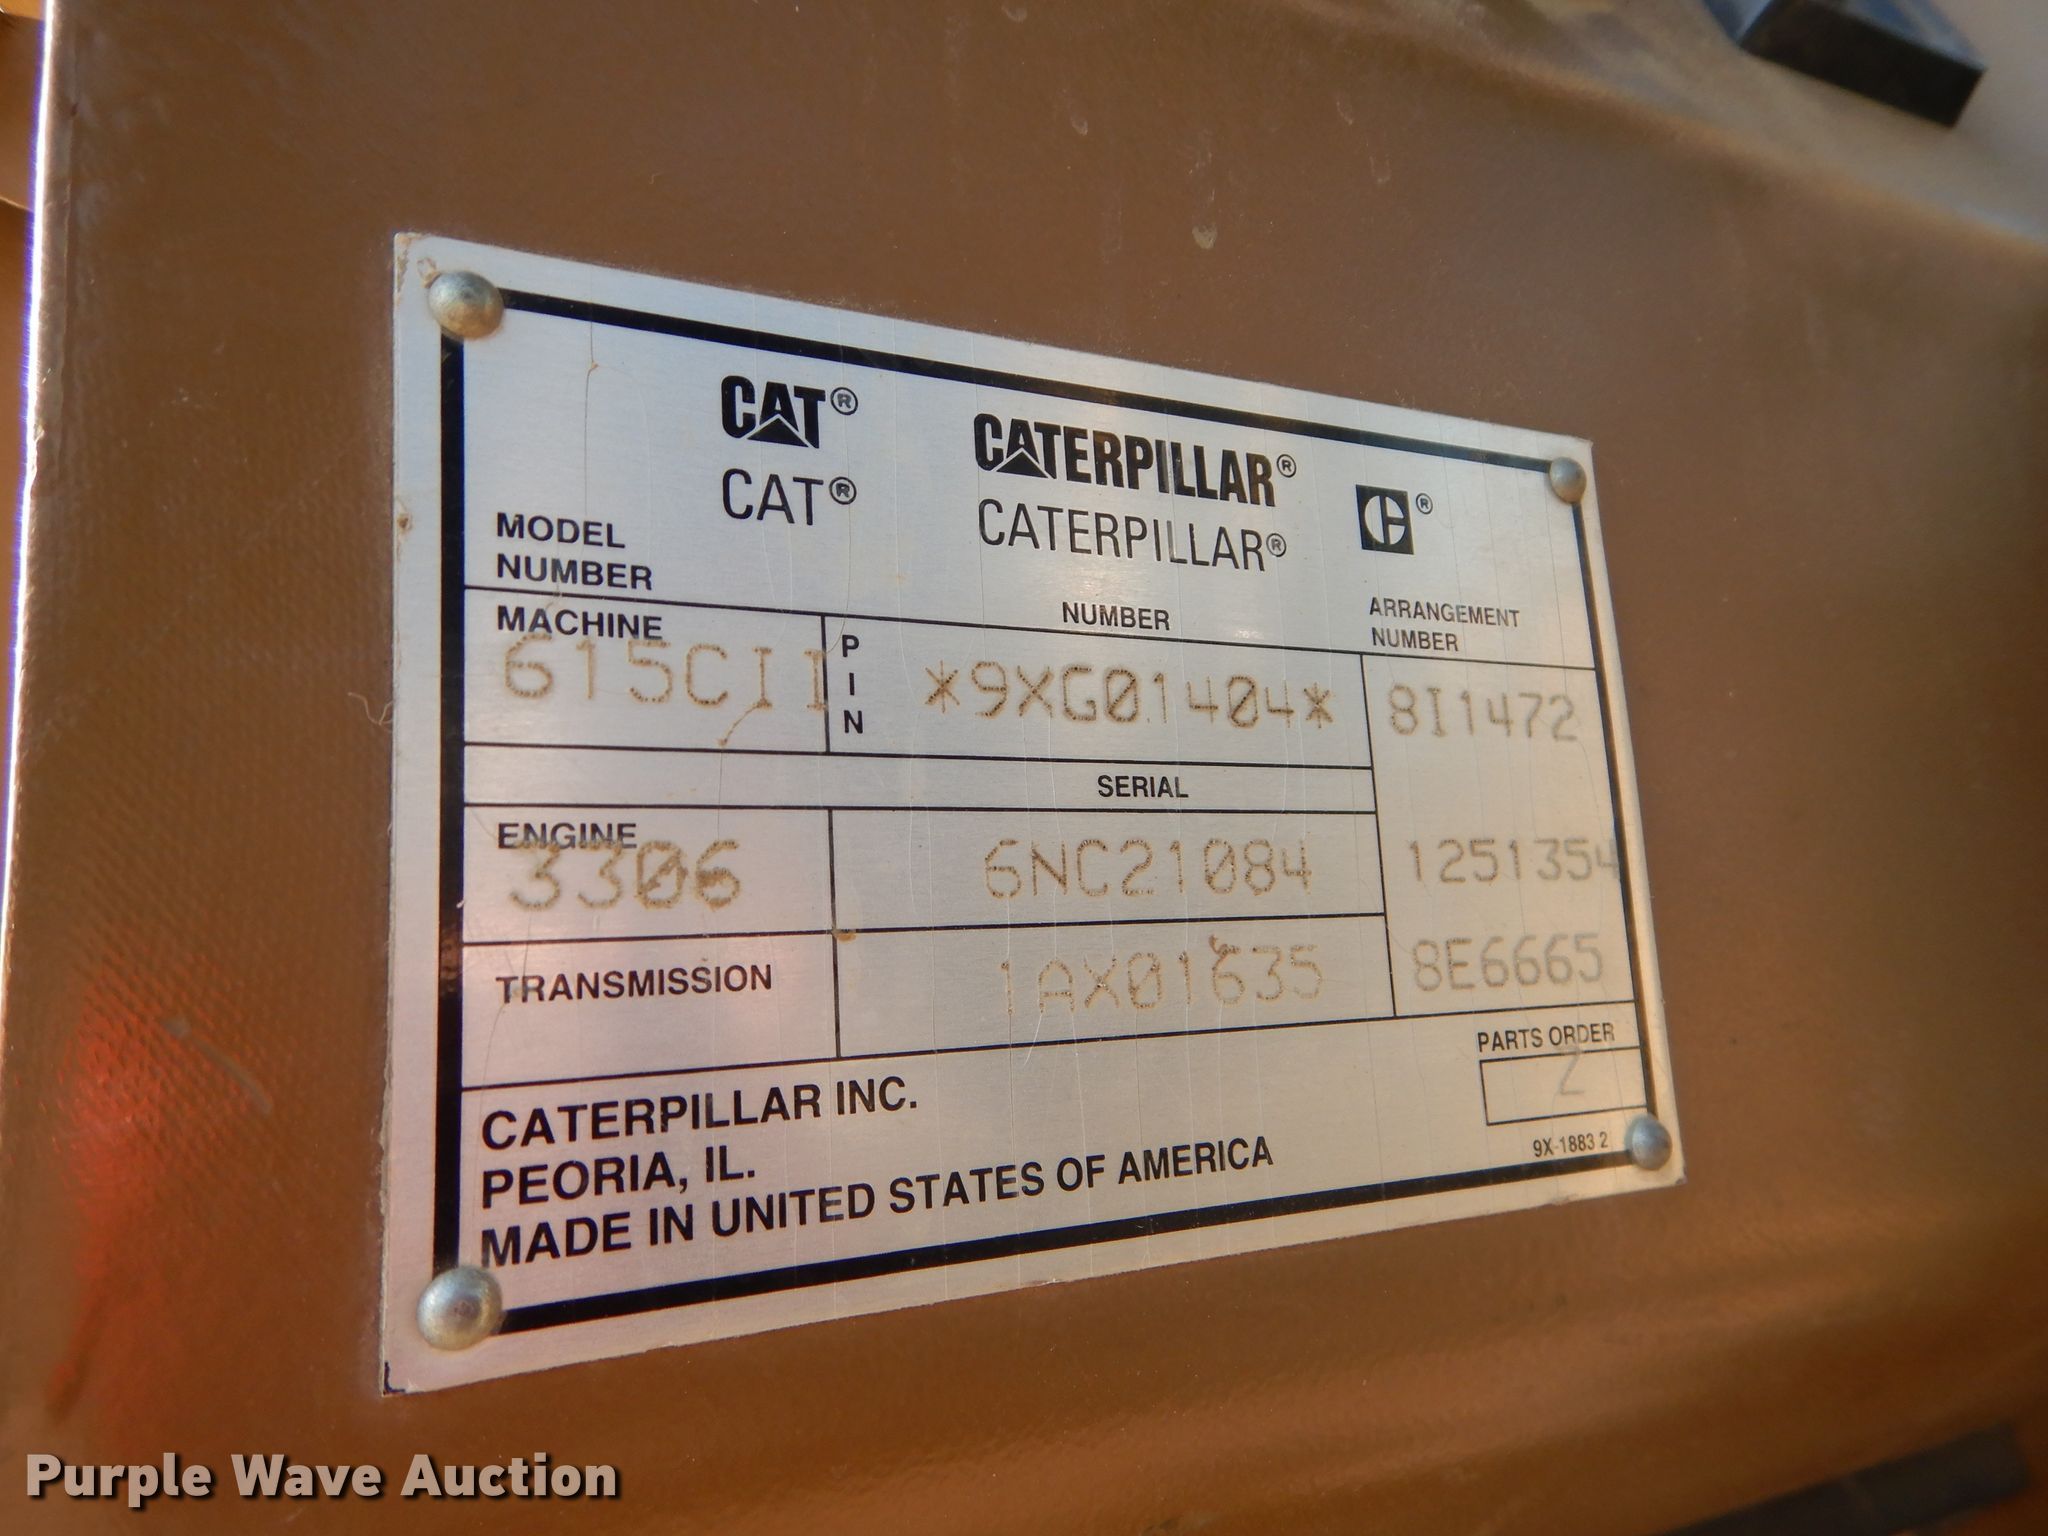 CAT® CATERPILLAR®
CAT® CATERPILLAR® ®
MODEL
NUMBER
NUMBER
ARRANGEMENT
NUMBER
MACHINE
615CII
PIN
*9XG01404*
8I1472
SERIAL
ENGINE
3306
6NC21084
1251354
TRANSMISSION
1AX01635
8E6665
PARTS ORDER
2
CATERPILLAR INC.
PEORIA, IL.
MADE IN UNITED STATES OF AMERICA
9X-1883 2
Purple Wave Auction